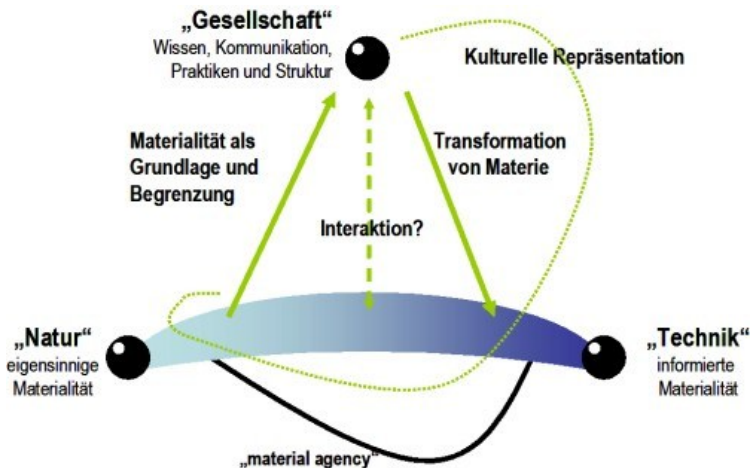 „Gesellschaft“
Wissen, Kommunikation,
Praktiken und Struktur
Kulturelle Repräsentation
Materialität als
Grundlage und
Begrenzung
Transformation
von Materie
Interaktion?
„Natur“
eigensinnige
Materialität
„Technik“
informierte
Materialität
„material agency“